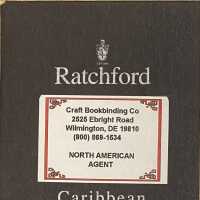 Ratchford
Craft Bookbinding Co
2525 Ebright Road
Wilmington, DE 19810
(800) 869-1534
NORTH AMERICAN
AGENT
Caribbean